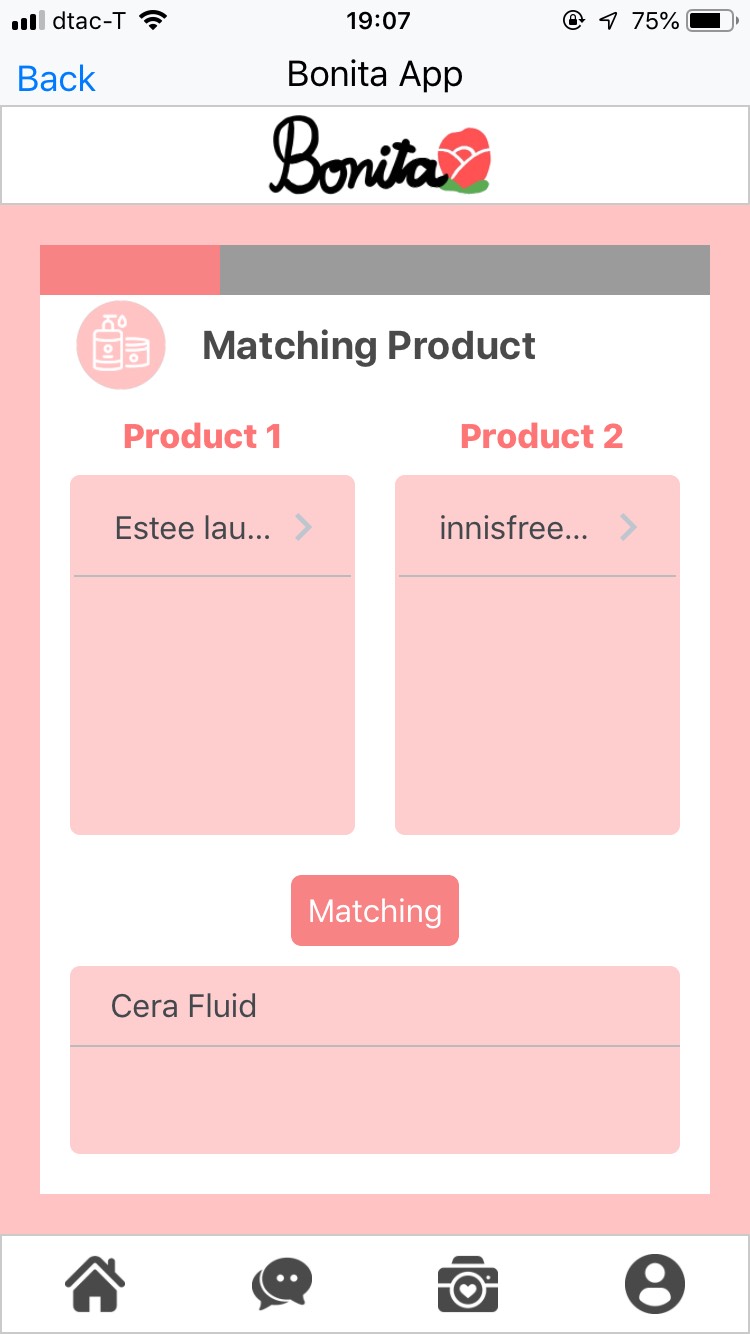 dtac-T 19:07 75%
Back Bonita App
Bonita
Matching Product
Product 1 Product 2
Estee lau... innisfree...
Matching
Cera Fluid